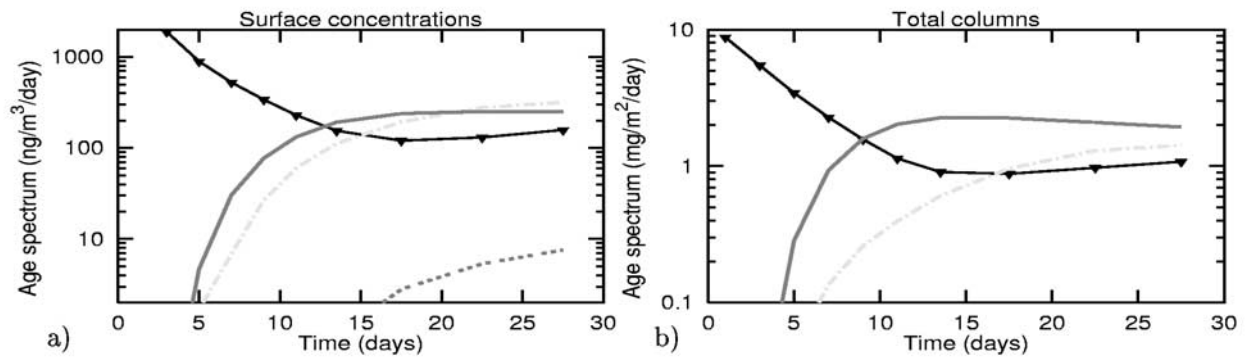 Surface concentrations
Age spectrum (ng/m³/day)
1000
100
10
0
5
10
15
20
25
30
Time (days)
a)
Total columns
Age spectrum (mg/m²/day)
10
1
0.1
0
5
10
15
20
25
30
Time (days)
b)